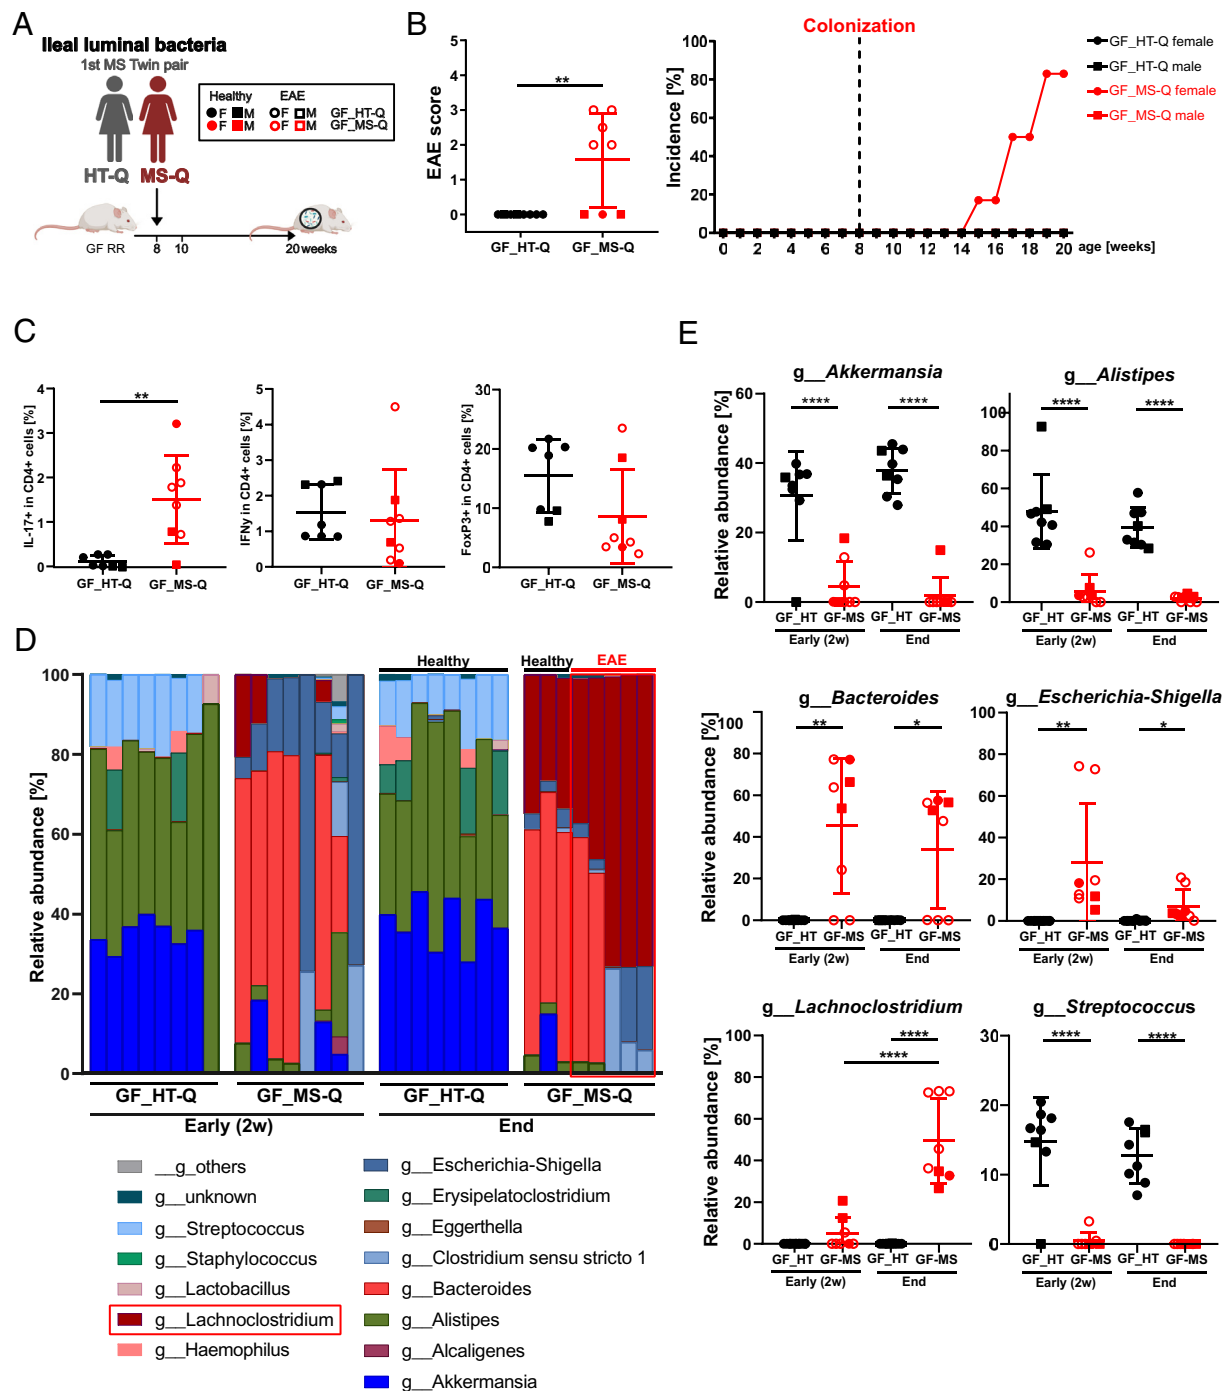 A
Ileal luminal bacteria
1st MS Twin pair
Healthy EAE
F M F M GF_HT-Q
F M F M GF_MS-Q
HT-Q MS-Q
GF RR 8 10 20 weeks
B
EAE score
5
4
3
2
1
0
**
GF_HT-Q GF_MS-Q
Colonization
Incidence [%]
100
80
60
40
20
0
0 2 4 6 8 10 12 14 16 18 20 age [weeks]
GF_HT-Q female
GF_HT-Q male
GF_MS-Q female
GF_MS-Q male
C
IL-17+ in CD4+ cells [%]
4
3
2
1
0
**
GF_HT-Q GF_MS-Q
IFNγ in CD4+ cells [%]
5
4
3
2
1
0
GF_HT-Q GF_MS-Q
FoxP3+ in CD4+ cells [%]
30
20
10
0
GF_HT-Q GF_MS-Q
D
Healthy Healthy EAE
Relative abundance [%]
100
80
60
40
20
0
GF_HT-Q GF_MS-Q GF_HT-Q GF_MS-Q
Early (2w) End
__g_others
g__unknown
g__Streptococcus
g__Staphylococcus
g__Lactobacillus
g__Lachnoclostridium
g__Haemophilus
g__Escherichia-Shigella
g__Erysipelatoclostridium
g__Eggerthella
g__Clostridium sensu stricto 1
g__Bacteroides
g__Alistipes
g__Alcaligenes
g__Akkermansia
E
g__Akkermansia
Relative abundance [%]
60
40
20
0
**** ****
GF_HT GF-MS GF_HT GF-MS
Early (2w) End
g__Alistipes
100
80
60
40
20
0
**** ****
GF_HT GF-MS GF_HT GF-MS
Early (2w) End
g__Bacteroides
Relative abundance [%]
100
80
60
40
20
0
** *
GF_HT GF-MS GF_HT GF-MS
Early (2w) End
g__Escherichia-Shigella
100
80
60
40
20
0
** *
GF_HT GF-MS GF_HT GF-MS
Early (2w) End
g__Lachnoclostridium
Relative abundance [%]
100
80
60
40
20
0
****
****
GF_HT GF-MS GF_HT GF-MS
Early (2w) End
g__Streptococcus
30
20
10
0
**** ****
GF_HT GF-MS GF_HT GF-MS
Early (2w) End